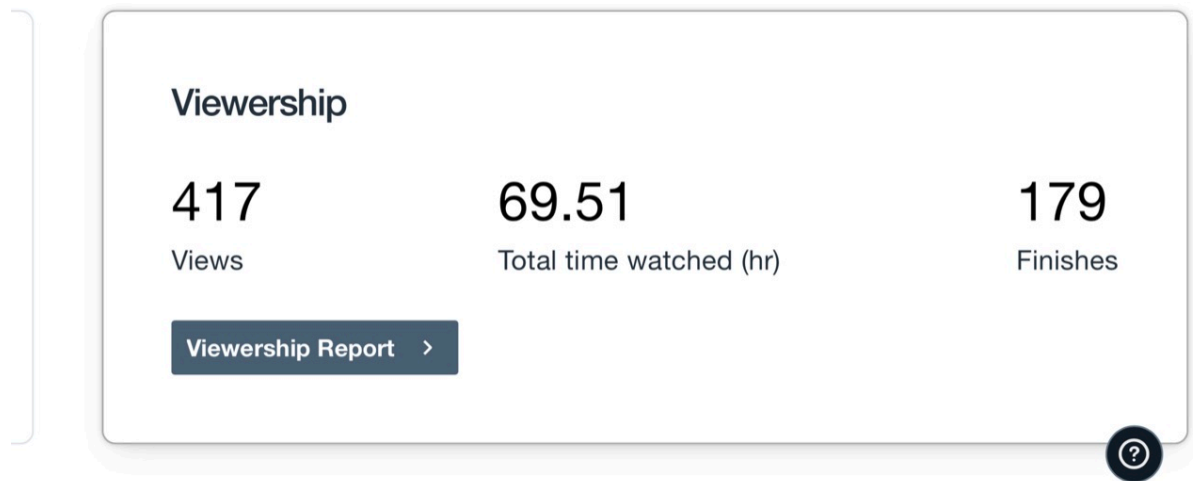 Viewership
417 69.51 179
Views Total time watched (hr) Finishes
Viewership Report >
?